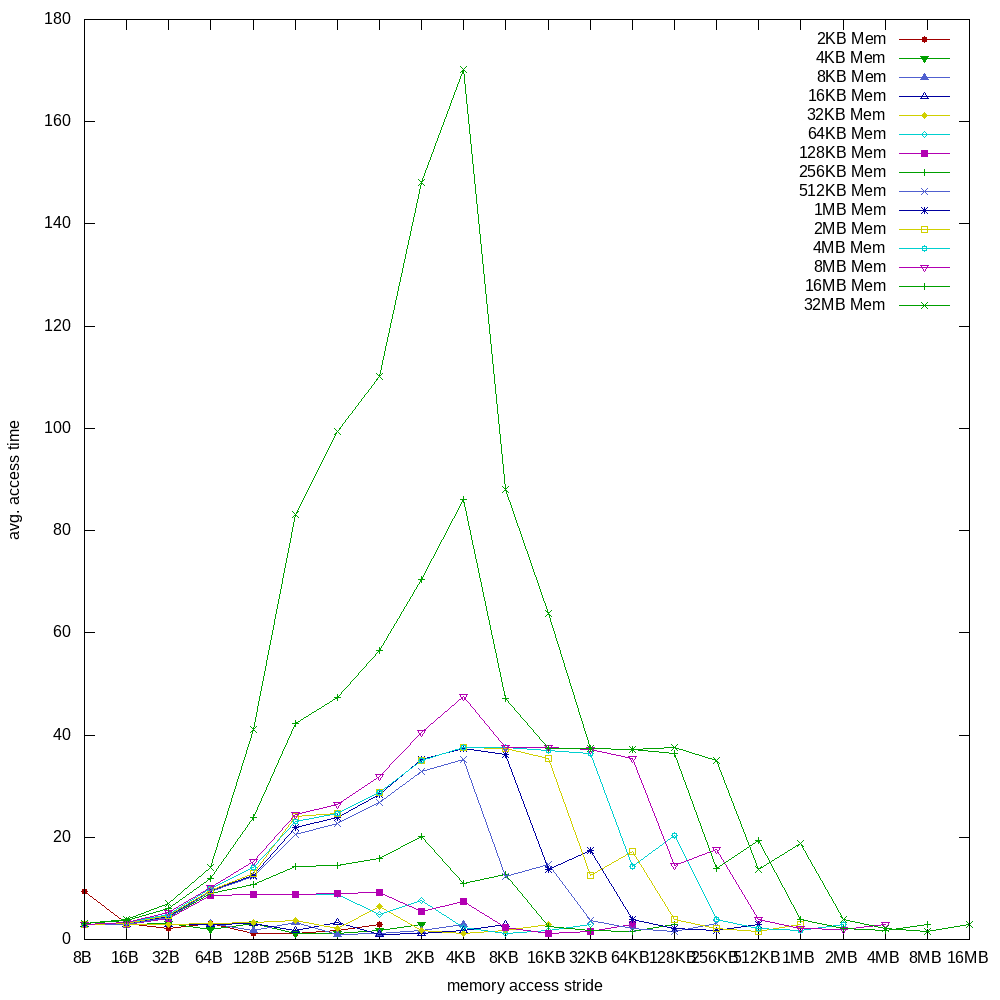 180
160
140
120
100
80
60
40
20
0
avg. access time
2KB Mem
4KB Mem
8KB Mem
16KB Mem
32KB Mem
64KB Mem
128KB Mem
256KB Mem
512KB Mem
1MB Mem
2MB Mem
4MB Mem
8MB Mem
16MB Mem
32MB Mem
8B 16B 32B 64B 128B 256B 512B 1KB 2KB 4KB 8KB 16KB 32KB 64KB 128KB 256KB 512KB 1MB 2MB 4MB 8MB 16MB
memory access stride